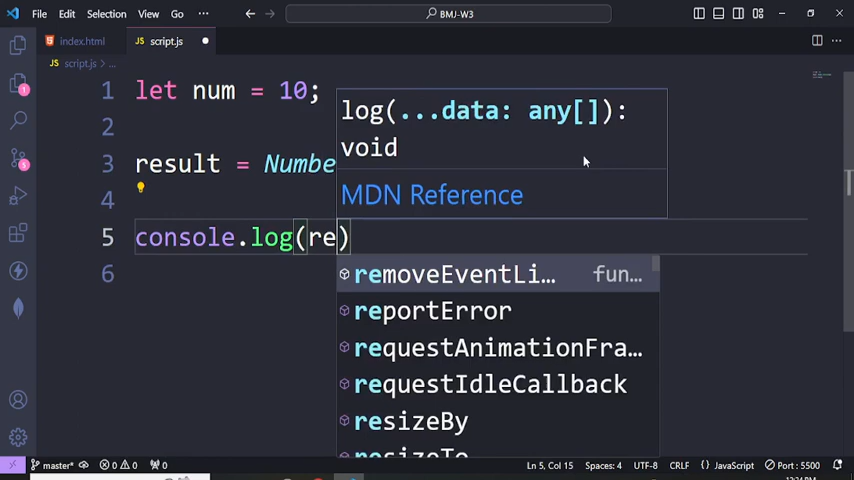 File Edit Selection View Go ··· BMJ-W3
index.html JS script.js
JS script.js > ...
1 let num = 10;
log(...data: any[]):
2
void
3 result = Numbe
4
MDN Reference
5 console.log(re)
6
removeEventLi... fun...
reportError
requestAnimationFra...
requestIdleCallback
resizeBy
resizeTo
master* 0 0 0 Ln 5, Col 15 Spaces: 4 UTF-8 CRLF {} JavaScript Port : 5500